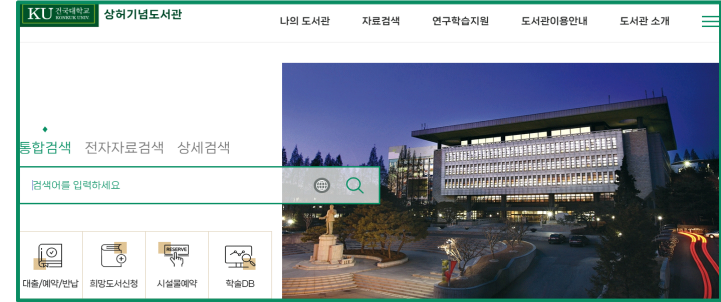 KU 건국대학교 KONKUK UNIV 상허기념도서관
나의 도서관 자료검색 연구학습지원 도서관이용안내 도서관 소개
통합검색 전자자료검색 상세검색
검색어를 입력하세요
RESERVE
대출/예약/반납 희망도서신청 시설물예약 학술DB